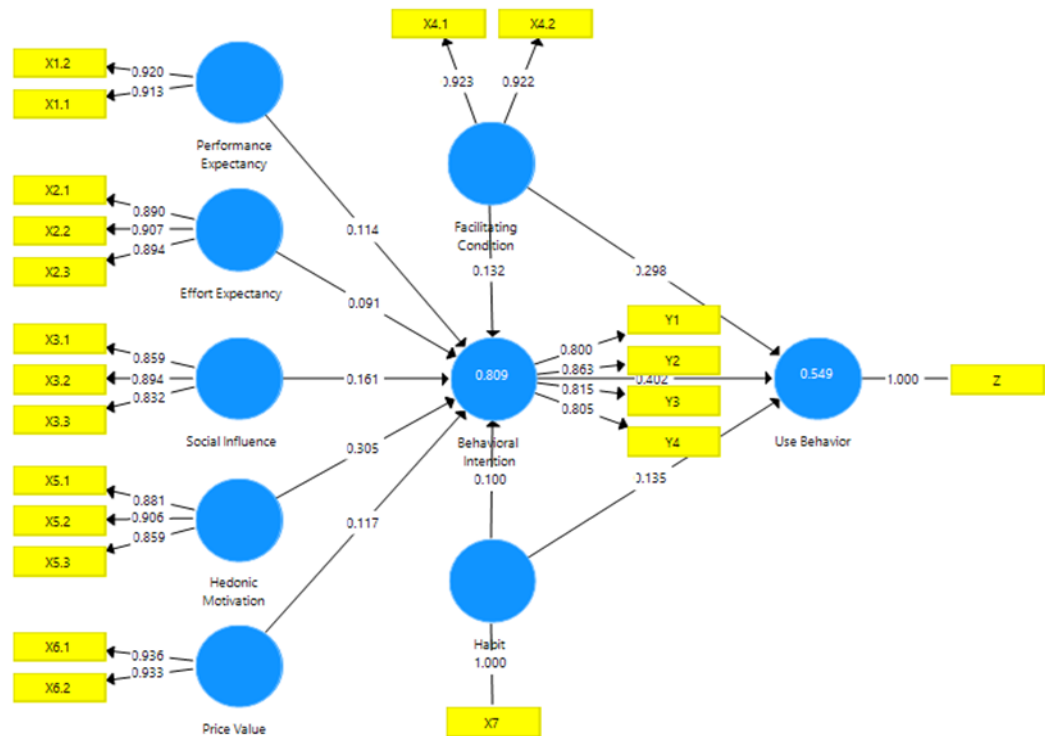 X4.1
X4.2
0.923
0.922
X1.2
X1.1
0.920
0.913
Performance
Expectancy
Facilitating
Condition
X2.1
X2.2
X2.3
0.890
0.907
0.894
Effort Expectancy
0.114
0.091
0.132
0.298
X3.1
X3.2
X3.3
0.859
0.894
0.832
Social Influence
0.161
0.809
Behavioral
Intention
0.800
0.863
0.402
0.815
0.805
Y1
Y2
Y3
Y4
0.549
Use Behavior
1.000
Z
X5.1
X5.2
X5.3
0.881
0.906
0.859
Hedonic
Motivation
0.305
0.117
0.100
0.135
X6.1
X6.2
0.936
0.933
Price Value
Habit
1.000
X7